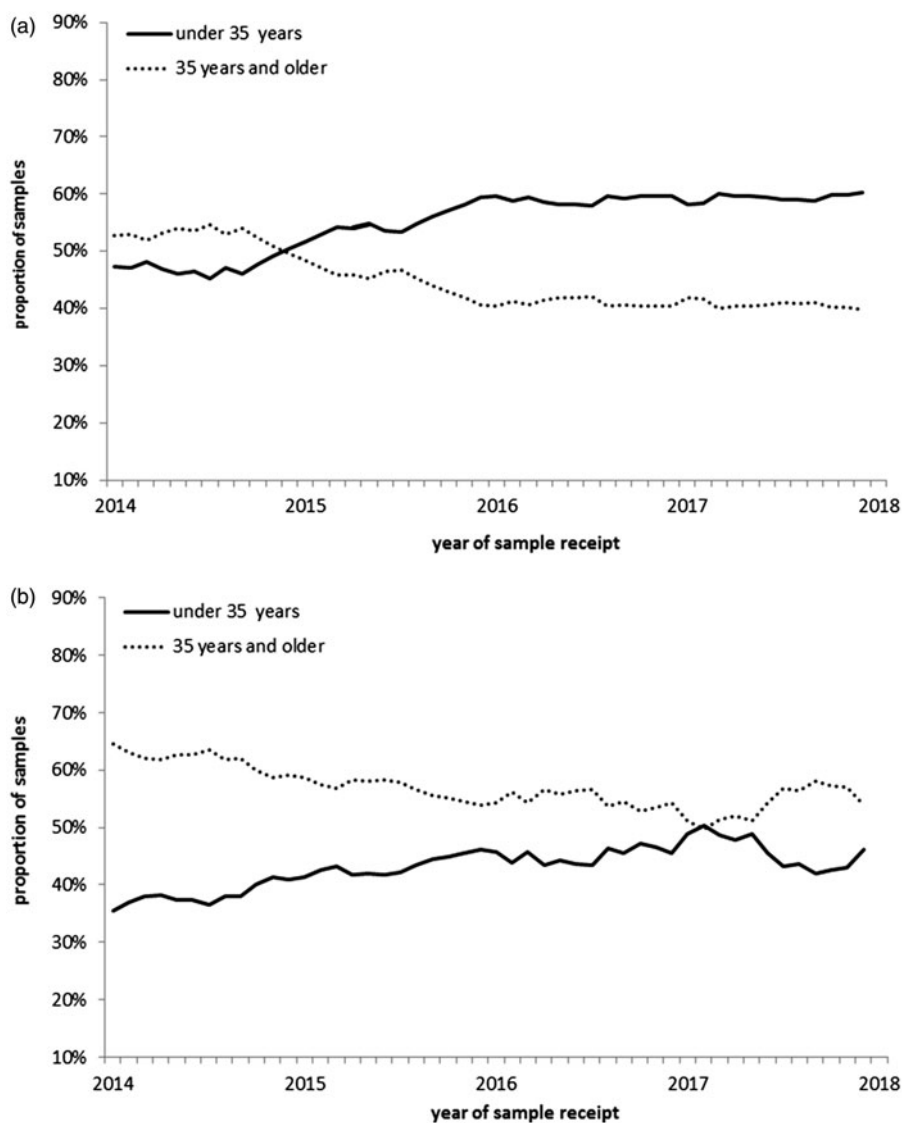 (a)
90%
80%
70%
60%
50%
40%
30%
20%
10%
under 35 years
35 years and older
proportion of samples
2014 2015 2016 2017 2018
year of sample receipt
(b)
90%
80%
70%
60%
50%
40%
30%
20%
10%
under 35 years
35 years and older
proportion of samples
2014 2015 2016 2017 2018
year of sample receipt